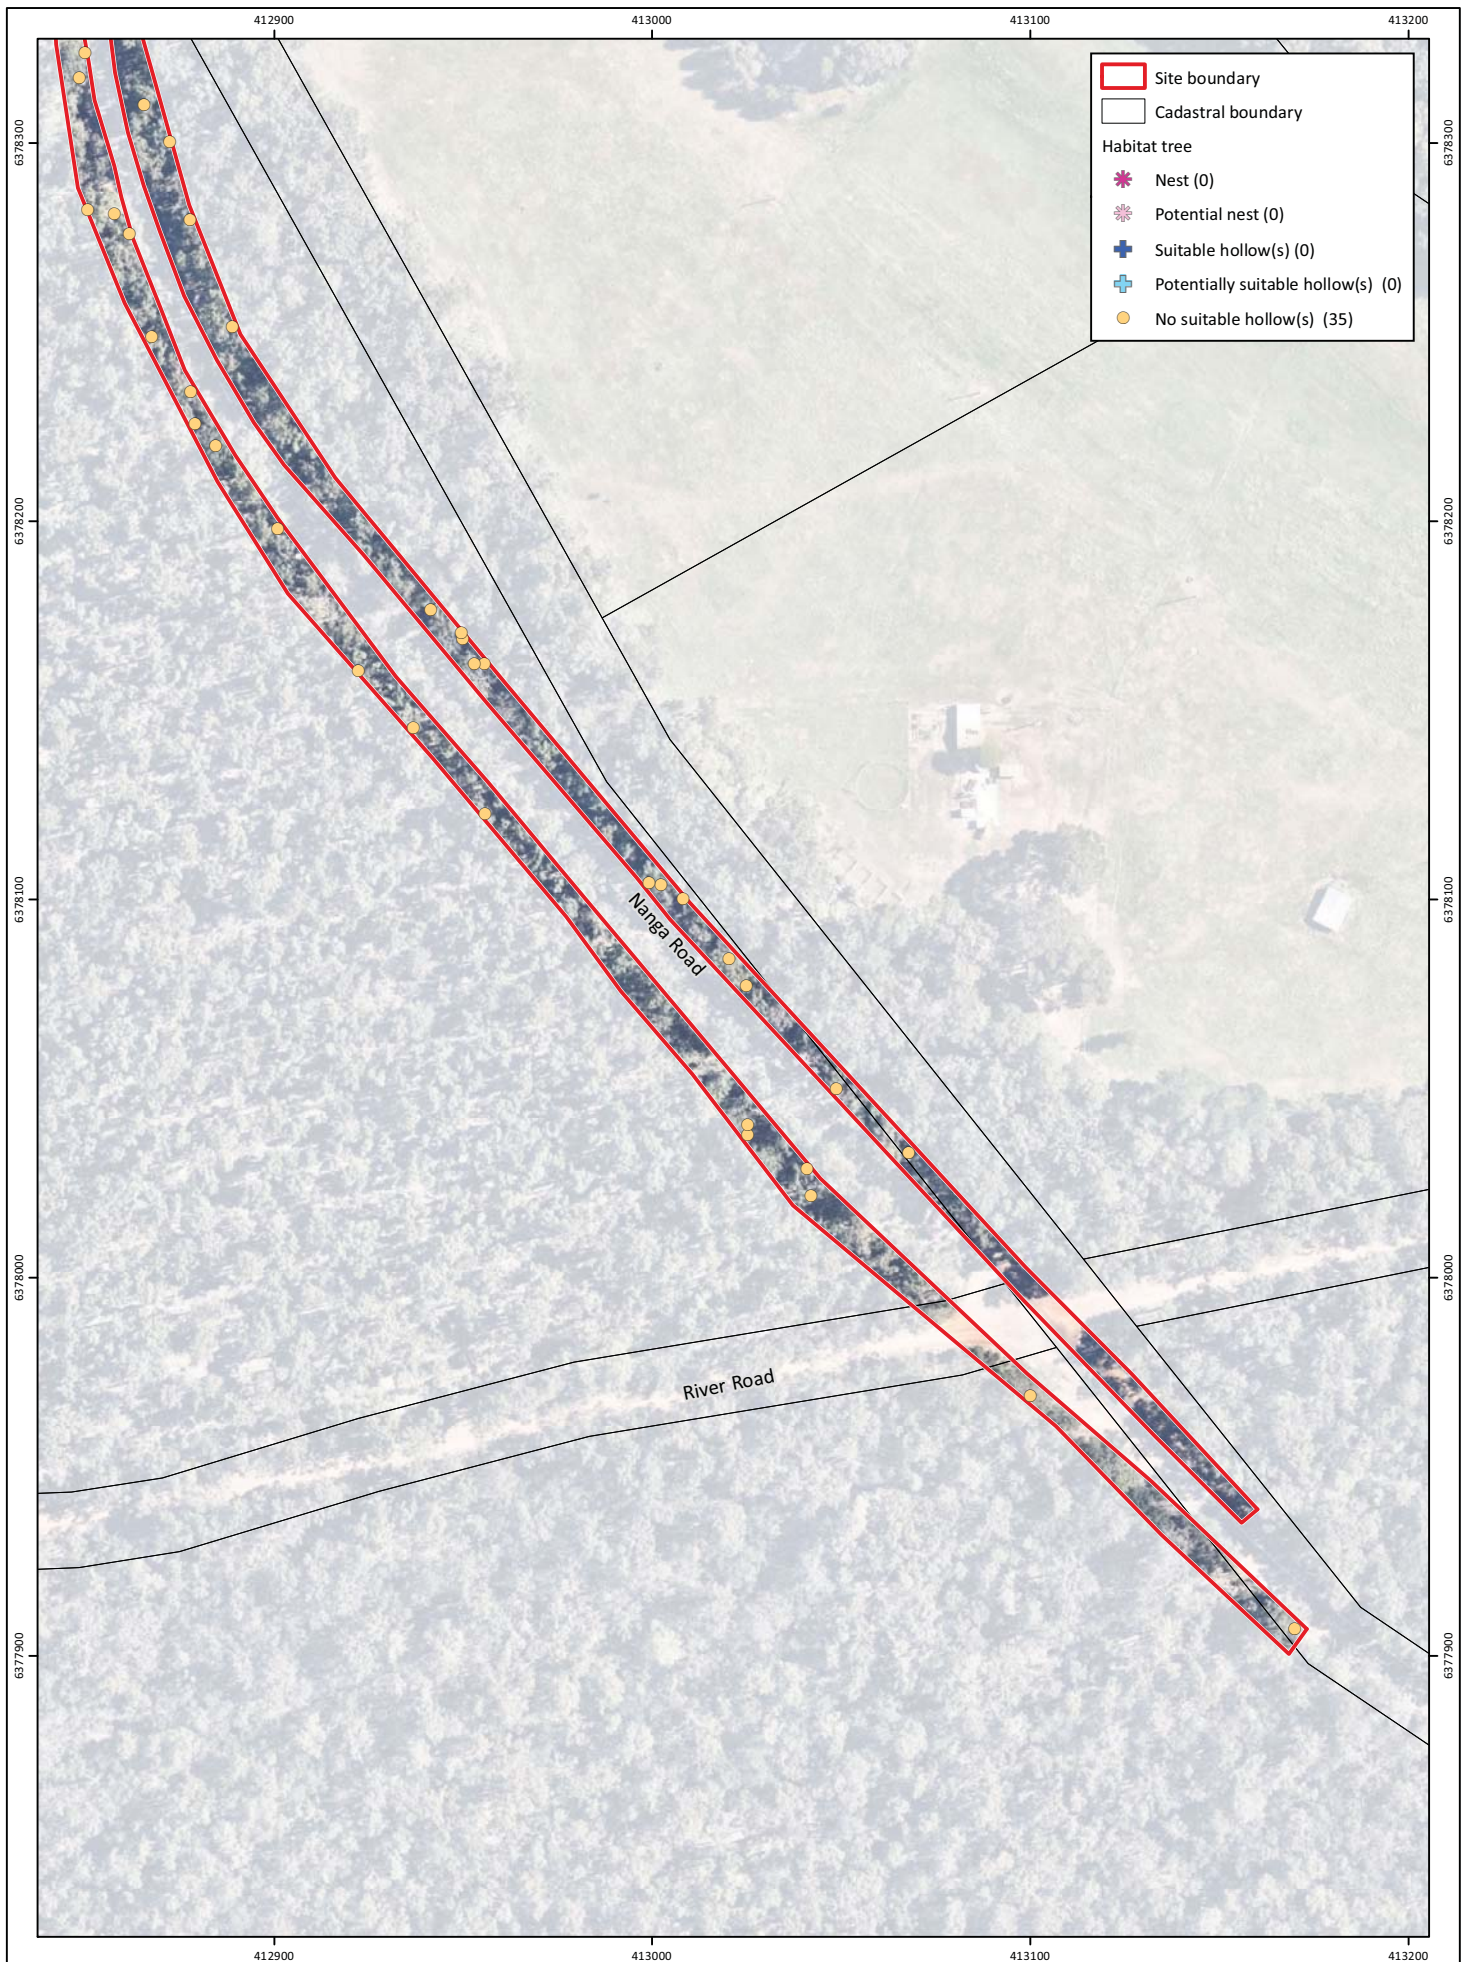 412900
413000
413100
413200
Site boundary
Cadastral boundary
Habitat tree
Nest (0)
Potential nest (0)
Suitable hollow(s) (0)
Potentially suitable hollow(s) (0)
No suitable hollow(s) (35)
6378300
6378300
6378200
6378200
6378100
6378100
Nanga Road
6378000
6378000
River Road
6377900
6377900
412900
413000
413100
413200